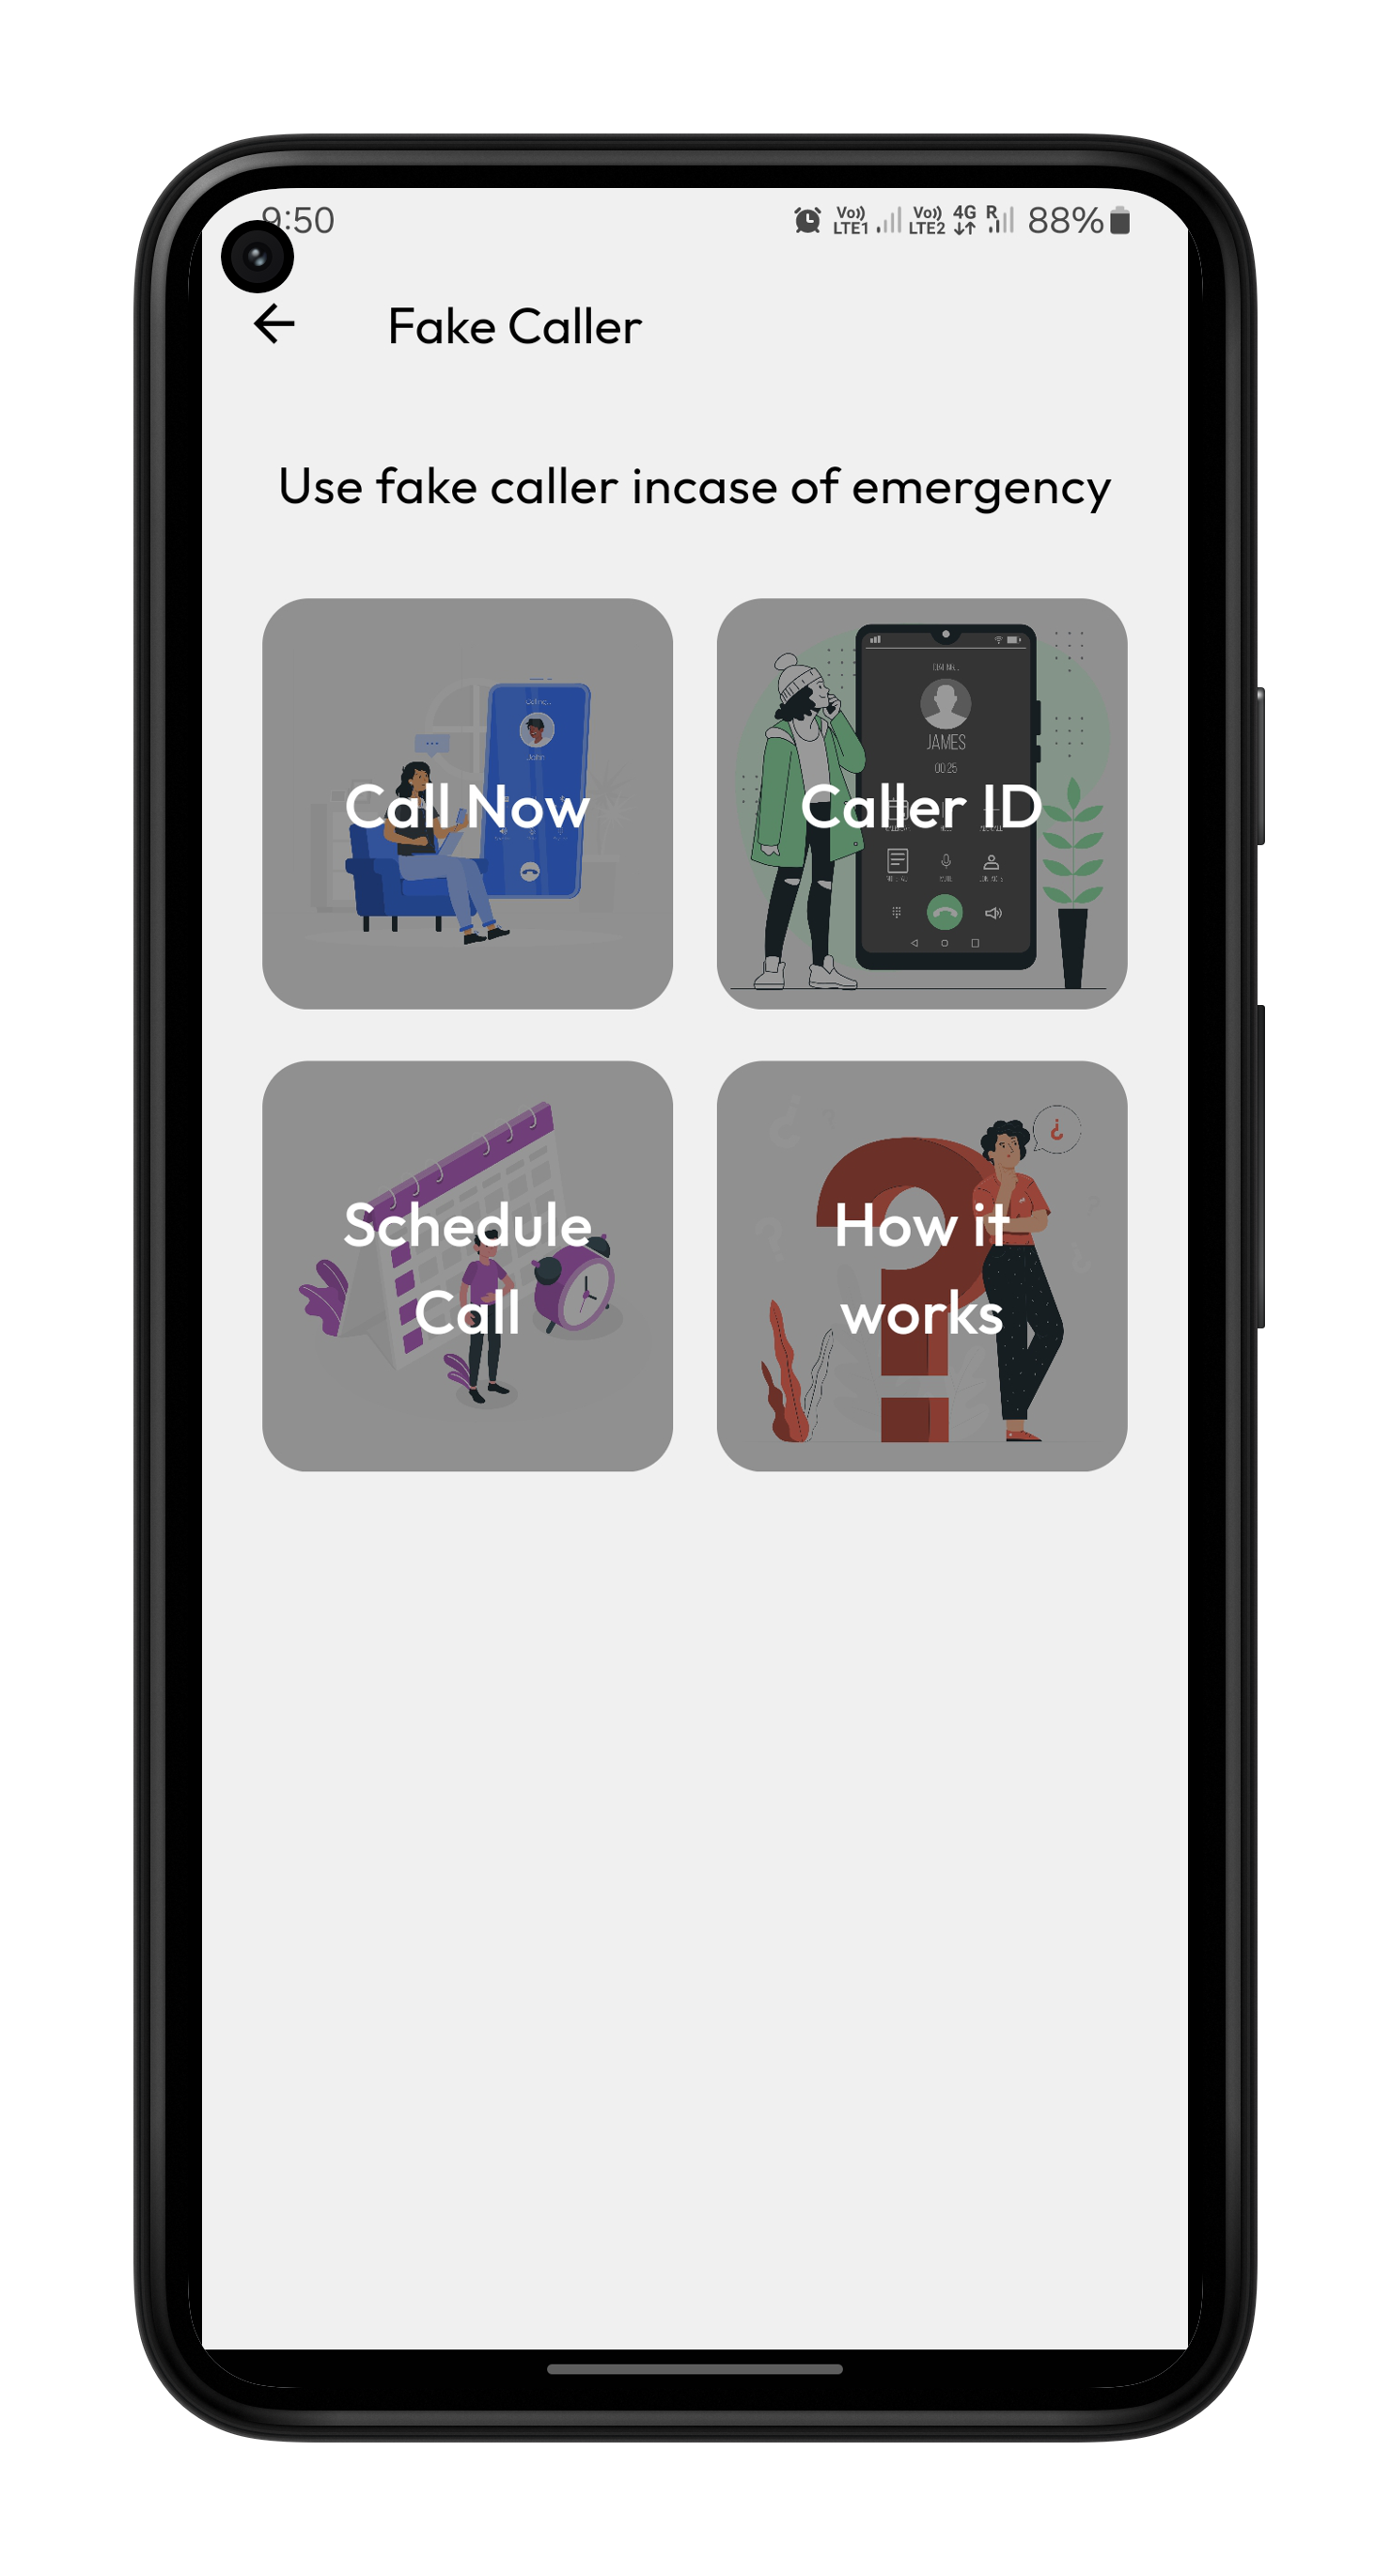 9:50
Vo)) LTE1 Vo)) LTE2 4G R 88%
Fake Caller
Use fake caller incase of emergency
Calling...
John
Call Now
JAMES
00:25
Caller ID
Schedule
Call
?
How it
works